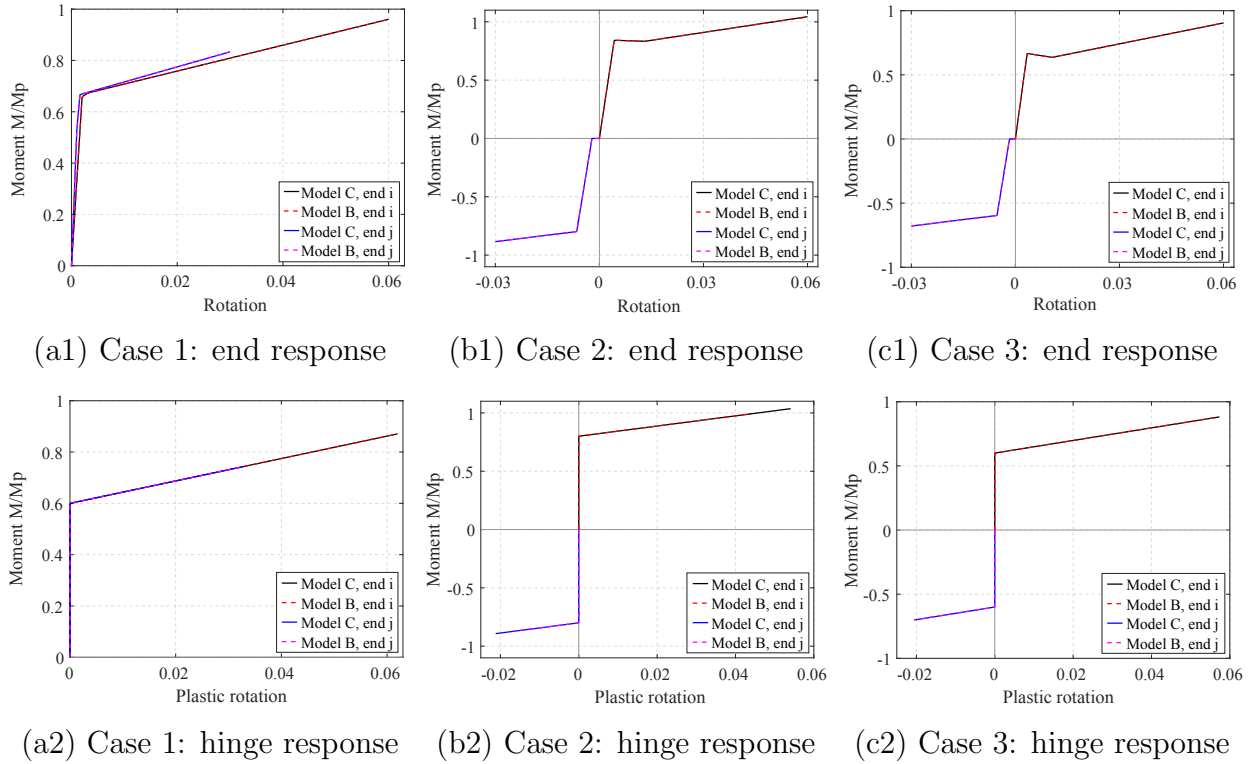 1
0.8
0.6
0.4
0.2
0
Moment M/Mp
Model C, end i
Model B, end i
Model C, end j
Model B, end j
0
0.02
0.04
0.06
Rotation
(a1) Case 1: end response
1
0.5
0
-0.5
-1
Moment M/Mp
Model C, end i
Model B, end i
Model C, end j
Model B, end j
-0.03
0
0.03
0.06
Rotation
(b1) Case 2: end response
1
0.5
0
-0.5
-1
Moment M/Mp
Model C, end i
Model B, end i
Model C, end j
Model B, end j
-0.03
0
0.03
0.06
Rotation
(c1) Case 3: end response
1
0.8
0.6
0.4
0.2
0
Moment M/Mp
Model C, end i
Model B, end i
Model C, end j
Model B, end j
0
0.02
0.04
0.06
Plastic rotation
(a2) Case 1: hinge response
1
0.5
0
-0.5
-1
Moment M/Mp
Model C, end i
Model B, end i
Model C, end j
Model B, end j
-0.02
0
0.02
0.04
0.06
Plastic rotation
(b2) Case 2: hinge response
1
0.5
0
-0.5
-1
Moment M/Mp
Model C, end i
Model B, end i
Model C, end j
Model B, end j
-0.02
0
0.02
0.04
0.06
Plastic rotation
(c2) Case 3: hinge response